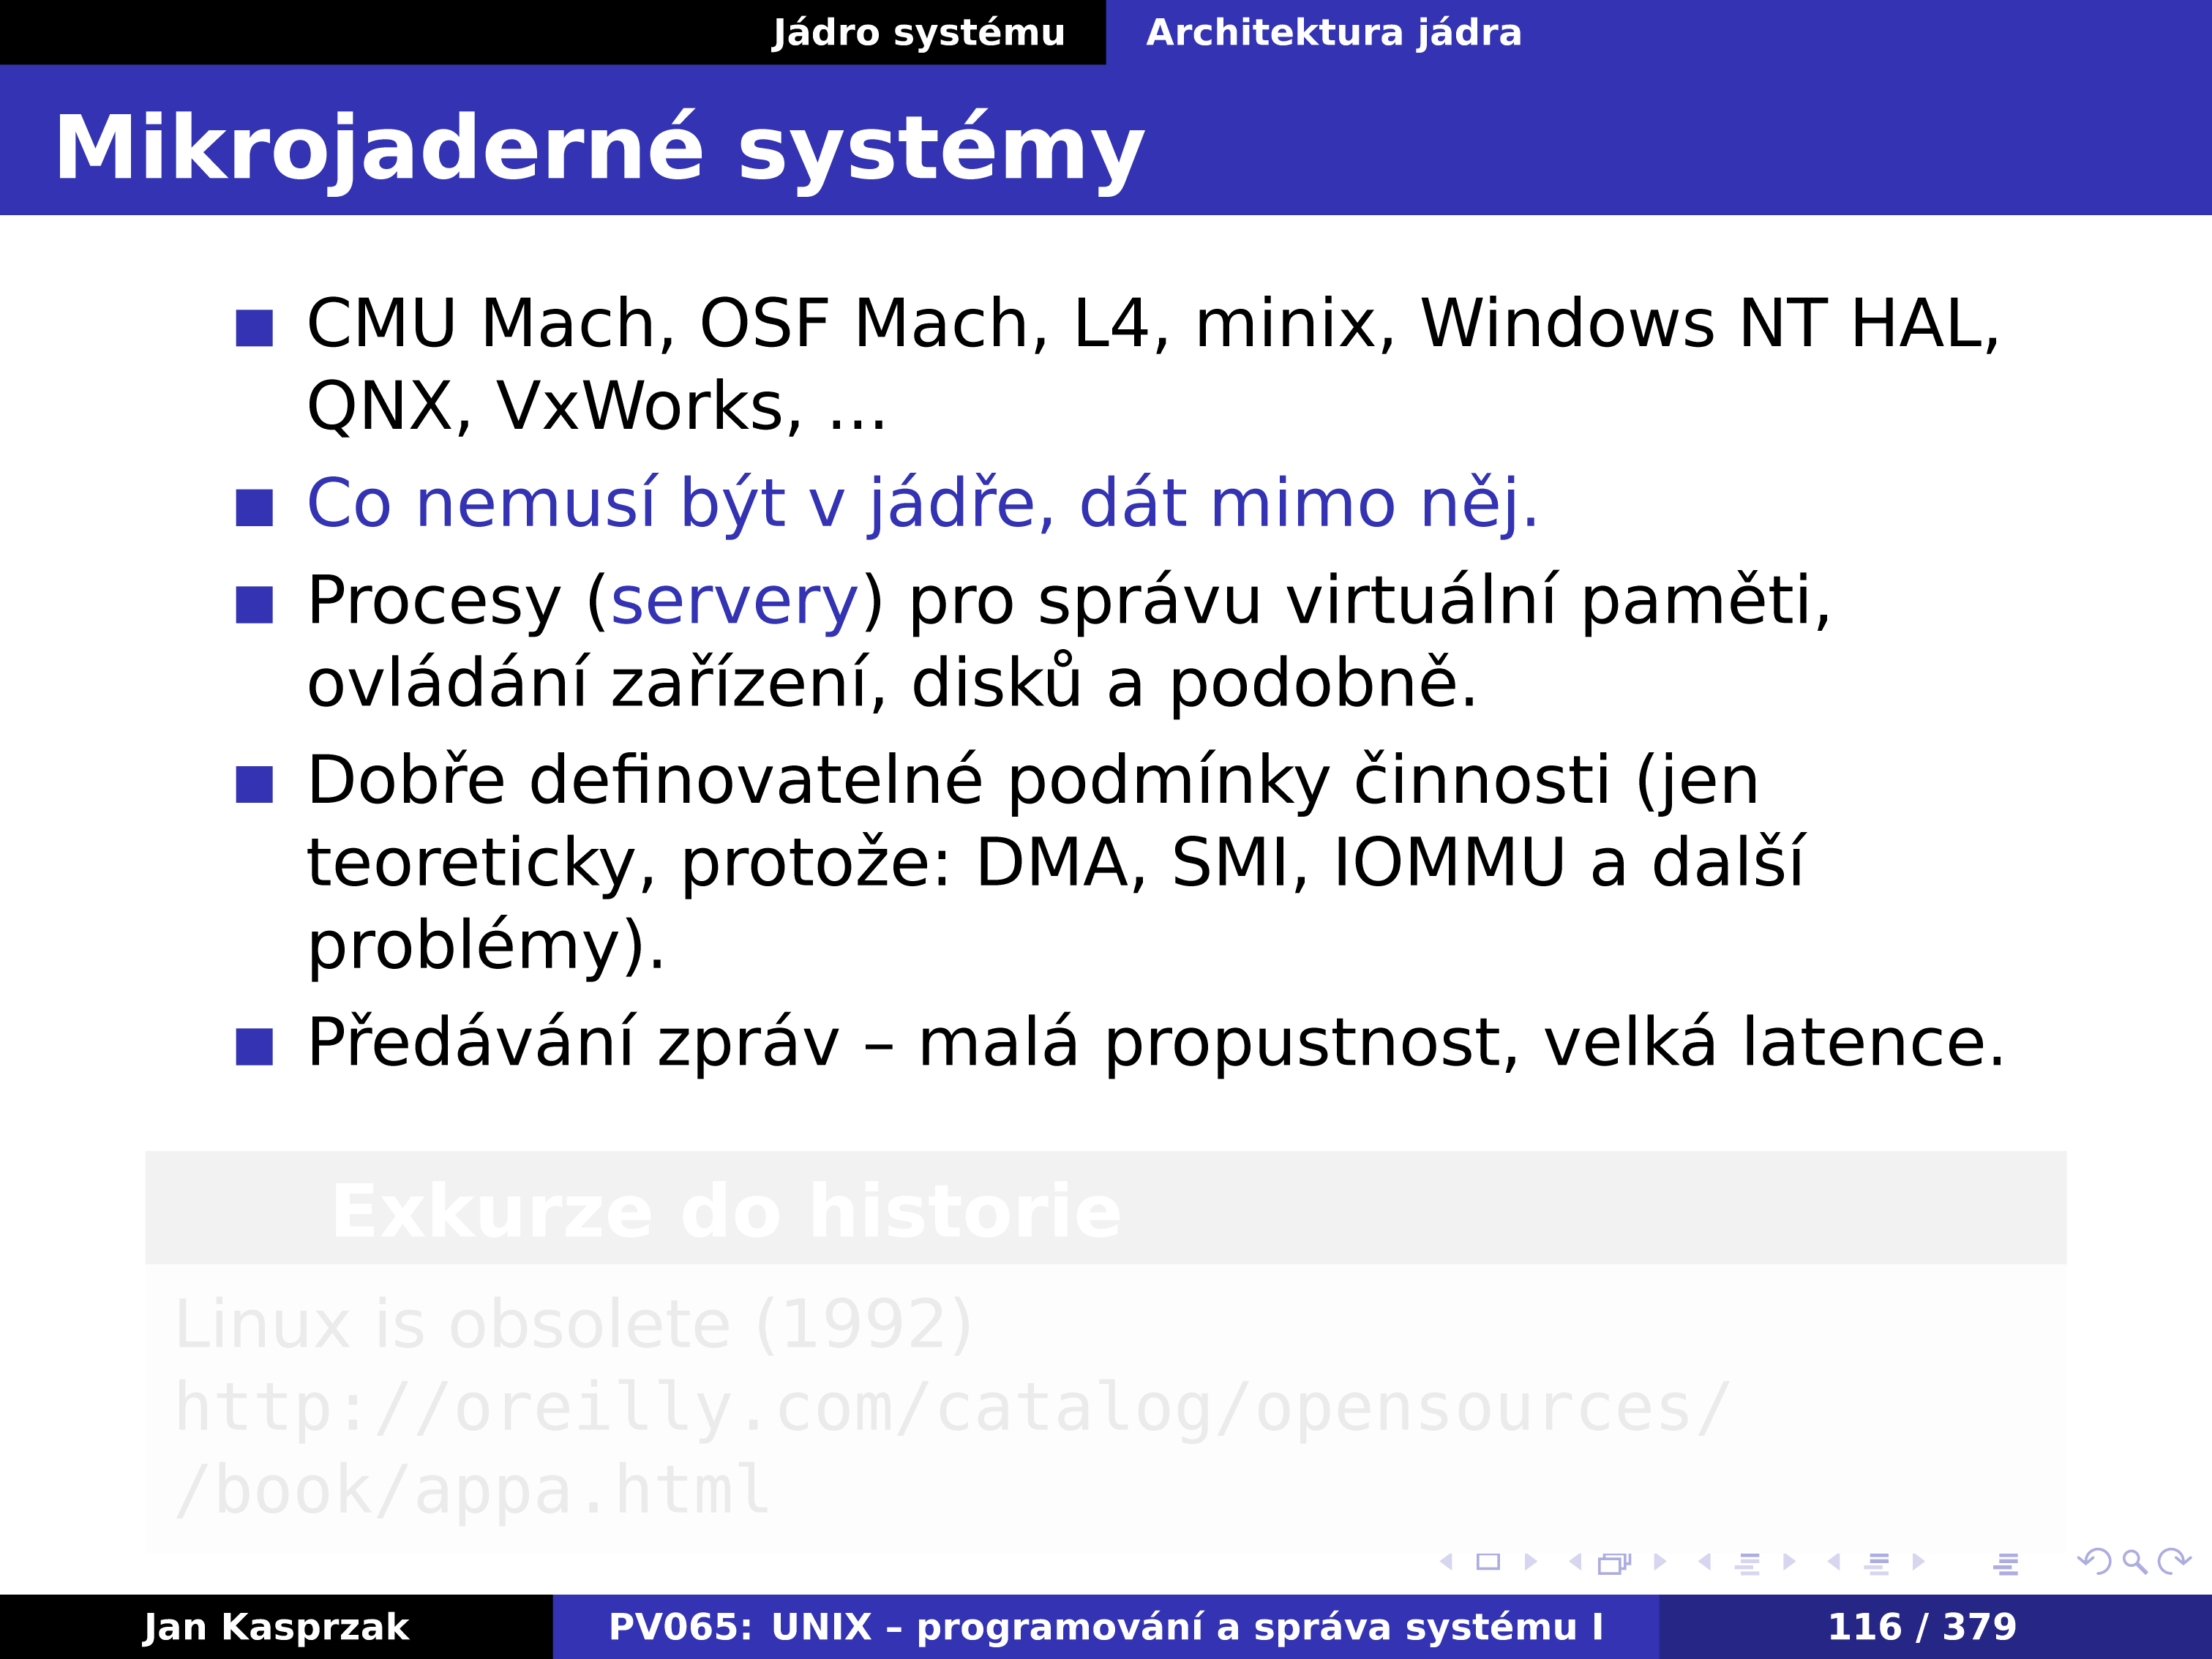 Jádro systému Architektura jádra
Mikrojaderné systémy
CMU Mach, OSF Mach, L4, minix, Windows NT HAL,
QNX, VxWorks, ...
Co nemusí být v jádře, dát mimo něj.
Procesy (servery) pro správu virtuální paměti,
ovládání zařízení, disků a podobně.
Dobře definovatelné podmínky činnosti (jen
teoreticky, protože: DMA, SMI, IOMMU a další
problémy).
Předávání zpráv – malá propustnost, velká latence.
Exkurze do historie
Linux is obsolete (1992)
http://oreilly.com/catalog/opensources/
/book/appa.html
Jan Kasprzak PV065: UNIX – programování a správa systému I 116 / 379